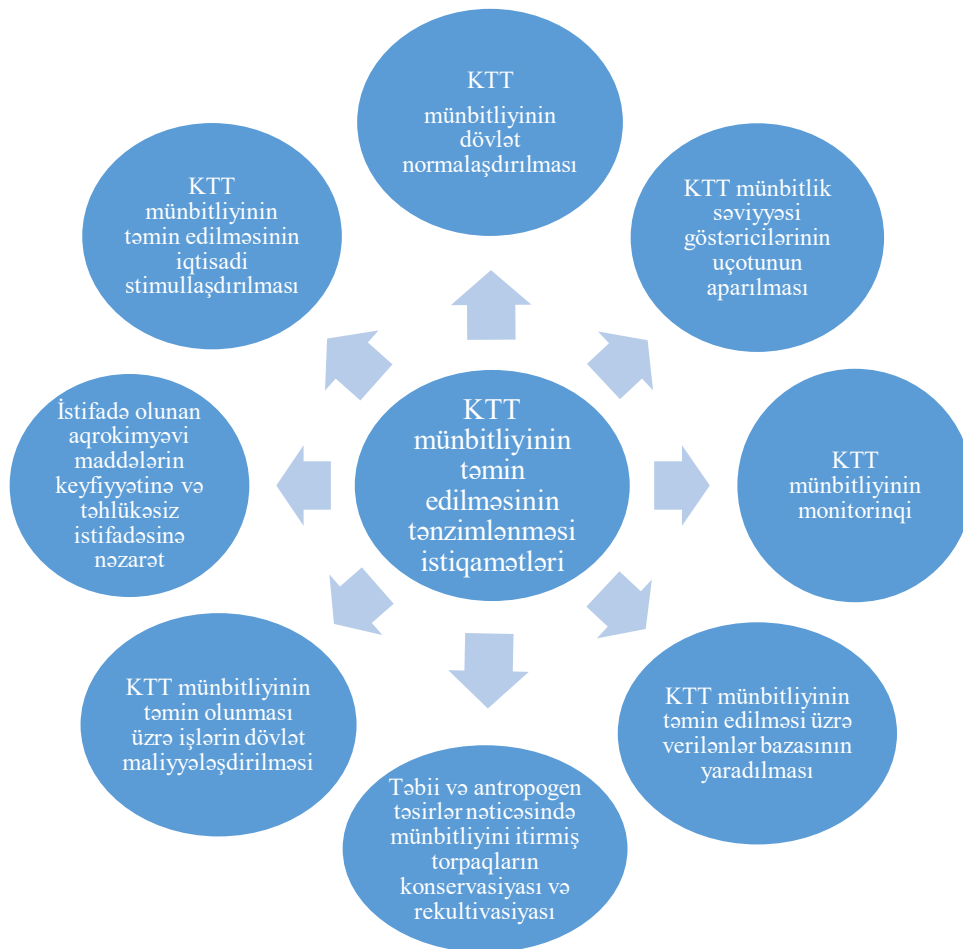 KTT
münbitliyinin
dövlət
normalaşdırılması
KTT münbitlik
səviyyəsi
göstəricilərinin
uçotunun
aparılması
KTT
münbitliyinin
monitorinqi
KTT münbitliyinin
təmin edilməsi üzrə
verilənlər bazasının
yaradılması
Təbii və antropogen
təsirlər nəticəsində
münbitliyini itirmiş
torpaqların
konservasiyası və
rekultivasiyası
KTT münbitliyinin
təmin olunması
üzrə işlərin dövlət
maliyyələşdirilməsi
İstifadə olunan
aqrokimyəvi
maddələrin
keyfiyyətinə və
təhlükəsiz
istifadəsinə
nəzarət
KTT
münbitliyinin
təmin edilməsinin
iqtisadi
stimullaşdırılması
KTT
münbitliyinin
təmin
edilməsinin
tənzimlənməsi
istiqamətləri